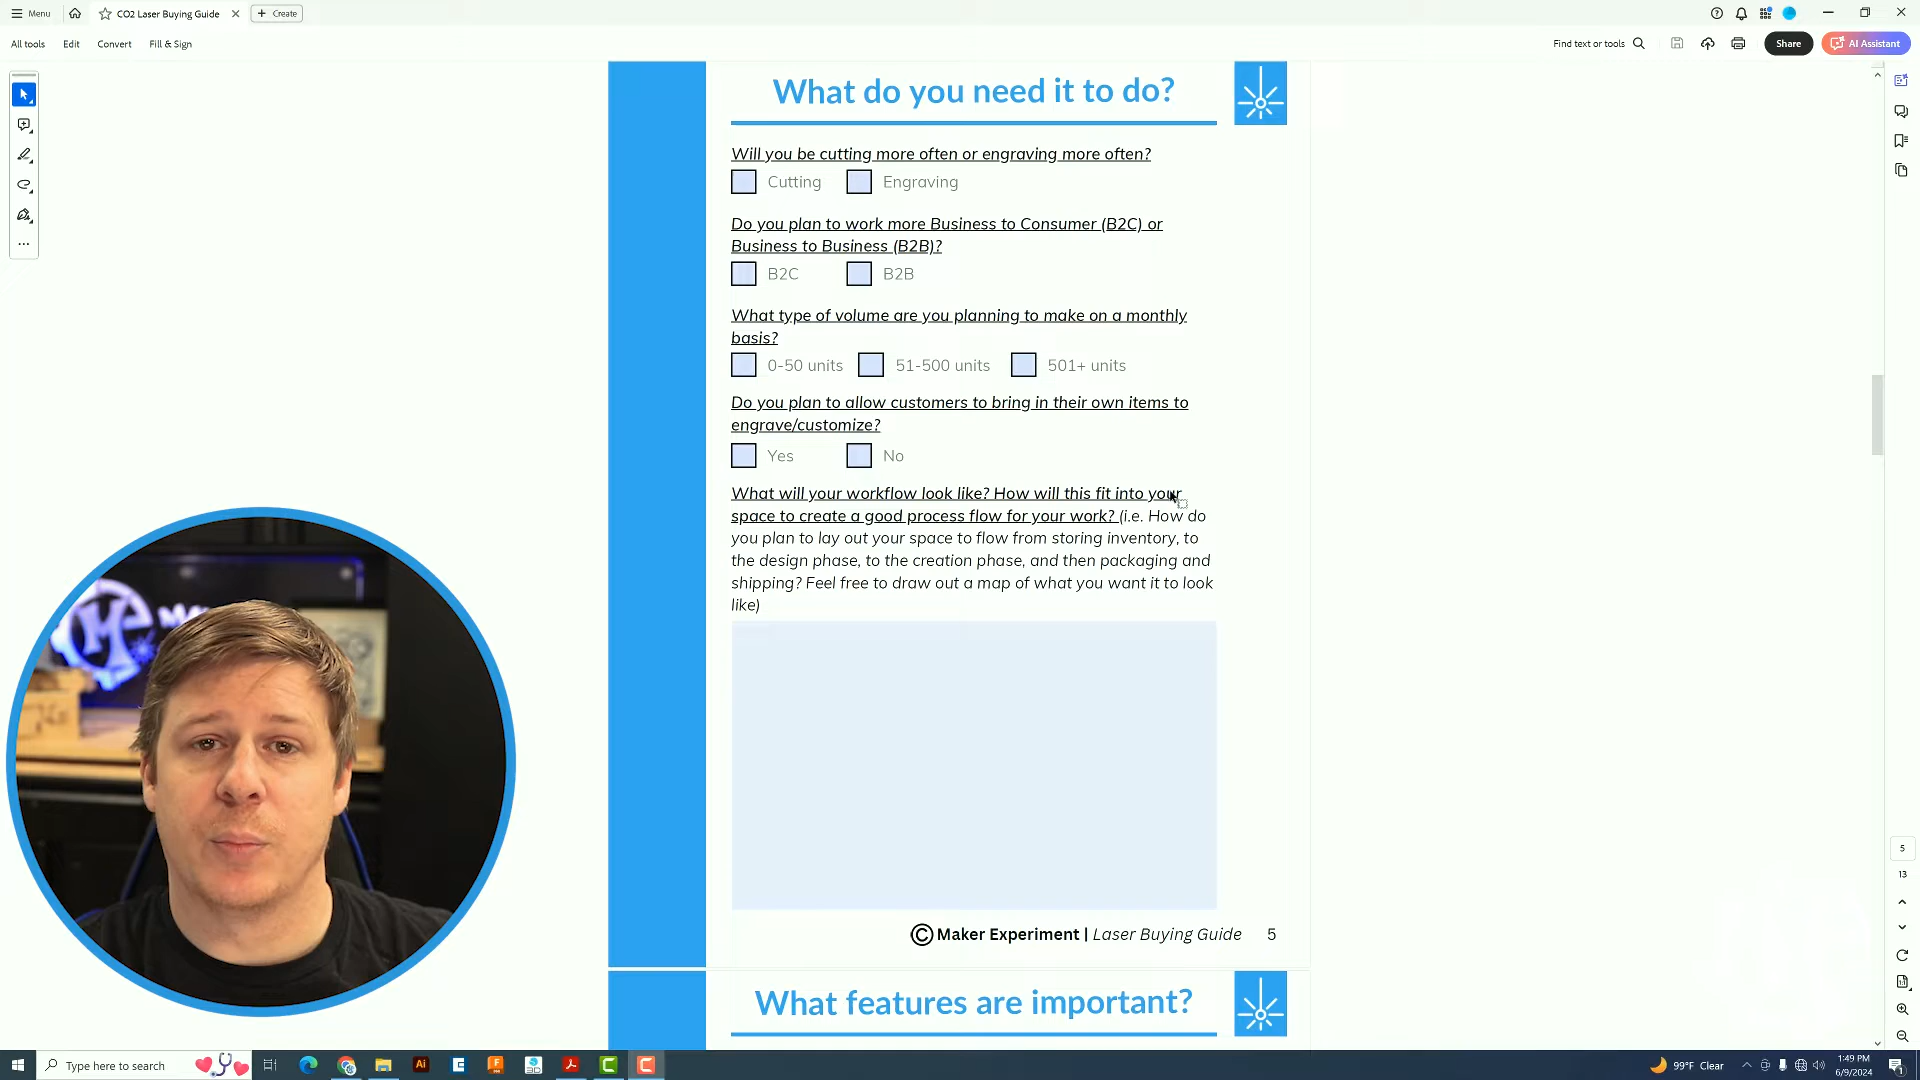 Menu
CO2 Laser Buying Guide
Create
All tools
Edit
Convert
Fill & Sign
Find text or tools
Share
AI Assistant
What do you need it to do?
Will you be cutting more often or engraving more often?
Cutting
Engraving
Do you plan to work more Business to Consumer (B2C) or
Business to Business (B2B)?
B2C
B2B
What type of volume are you planning to make on a monthly
basis?
0-50 units
51-500 units
501+ units
Do you plan to allow customers to bring in their own items to
engrave/customize?
Yes
No
What will your workflow look like? How will this fit into your
space to create a good process flow for your work? (i.e. How do
you plan to lay out your space to flow from storing inventory, to
the design phase, to the creation phase, and then packaging and
shipping? Feel free to draw out a map of what you want it to look
like)
© Maker Experiment | Laser Buying Guide 5
What features are important?
5
13
Type here to search
Ai
99°F Clear
1:49 PM
6/9/2024